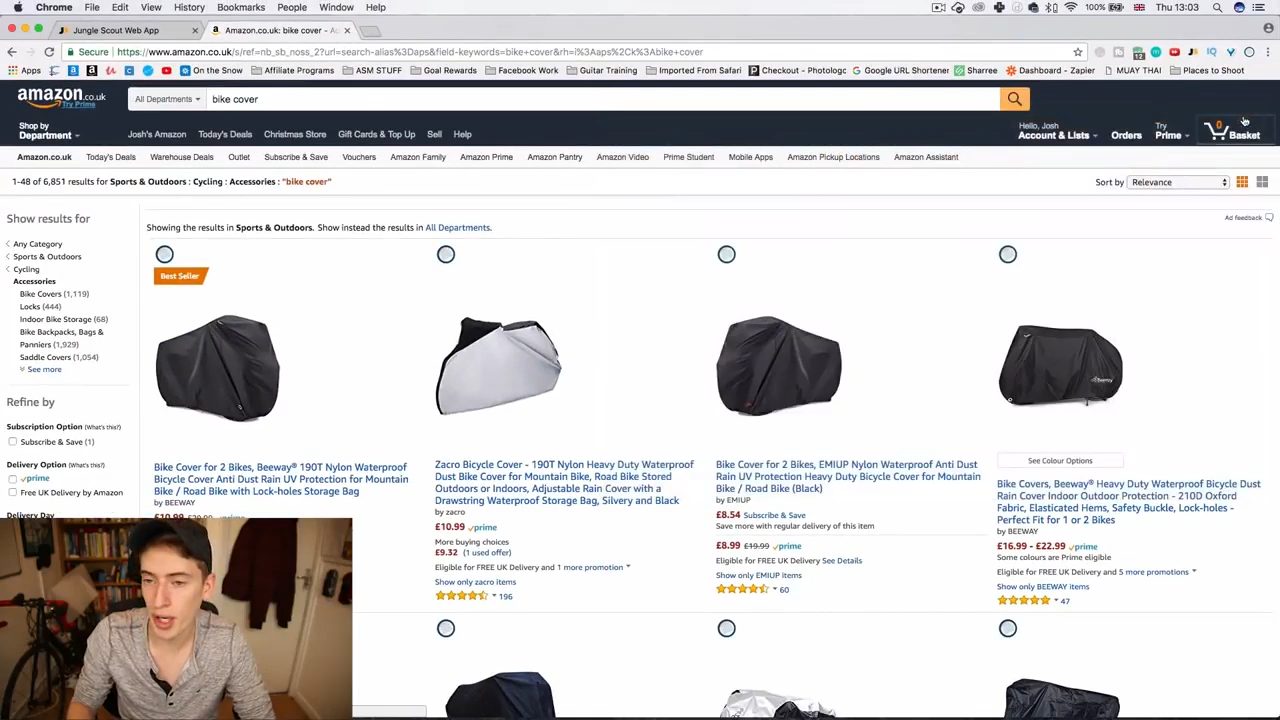 Chrome File Edit View History Bookmarks People Window Help 100% Thu 13:03
Jungle Scout Web App Amazon.co.uk: bike cover - A
Secure https://www.amazon.co.uk/s/ref=nb_sb_noss_2?url=search-alias%3Daps&field-keywords=bike+cover&rh=i%3Aaps%2Ck%3Abike+cover
Apps On the Snow Affiliate Programs ASM STUFF Goal Rewards Facebook Work Guitar Training Imported From Safari Checkout - Photologo Google URL Shortener Sharree Dashboard - Zapier MUAY THAI Places to Shoot
amazon.co.uk
Try Prime
All Departments bike cover
Shop by
Department
Josh's Amazon Today's Deals Christmas Store Gift Cards & Top Up Sell Help
Hello, Josh
Account & Lists
Orders
Try
Prime
0
Basket
Amazon.co.uk Today's Deals Warehouse Deals Outlet Subscribe & Save Vouchers Amazon Family Amazon Prime Amazon Pantry Amazon Video Prime Student Mobile Apps Amazon Pickup Locations Amazon Assistant
1-48 of 6,851 results for Sports & Outdoors : Cycling : Accessories : "bike cover"
Sort by Relevance
Show results for
Any Category
Sports & Outdoors
Cycling
Accessories
Bike Covers (1,119)
Locks (444)
Indoor Bike Storage (68)
Bike Backpacks, Bags &
Panniers (1,929)
Saddle Covers (1,054)
See more
Refine by
Subscription Option (What's this?)
Subscribe & Save (1)
Delivery Option (What's this?)
prime
Free UK Delivery by Amazon
Delivery Day
Ad feedback
Showing the results in Sports & Outdoors. Show instead the results in All Departments.
Best Seller
Bike Cover for 2 Bikes, Beeway® 190T Nylon Waterproof
Bicycle Cover Anti Dust Rain UV Protection for Mountain
Bike / Road Bike with Lock-holes Storage Bag
by BEEWAY
Zacro Bicycle Cover - 190T Nylon Heavy Duty Waterproof
Dust Bike Cover for Mountain Bike, Road Bike Stored
Outdoors or Indoors, Adjustable Rain Cover with a
Drawstring Waterproof Storage Bag, Silvery and Black
by zacro
£10.99 prime
More buying choices
£9.32 (1 used offer)
Eligible for FREE UK Delivery and 1 more promotion
Show only zacro items
196
Bike Cover for 2 Bikes, EMIUP Nylon Waterproof Anti Dust
Rain UV Protection Heavy Duty Bicycle Cover for Mountain
Bike / Road Bike (Black)
by EMIUP
£8.54 Subscribe & Save
Save more with regular delivery of this item
£8.99 £19.99 prime
Eligible for FREE UK Delivery See Details
Show only EMIUP items
60
See Colour Options
Bike Covers, Beeway® Heavy Duty Waterproof Bicycle Dust
Rain Cover Indoor Outdoor Protection - 210D Oxford
Fabric, Elasticated Hems, Safety Buckle, Lock-holes -
Perfect Fit for 1 or 2 Bikes
by BEEWAY
£16.99 - £22.99 prime
Some colours are Prime eligible
Eligible for FREE UK Delivery and 5 more promotions
Show only BEEWAY items
47